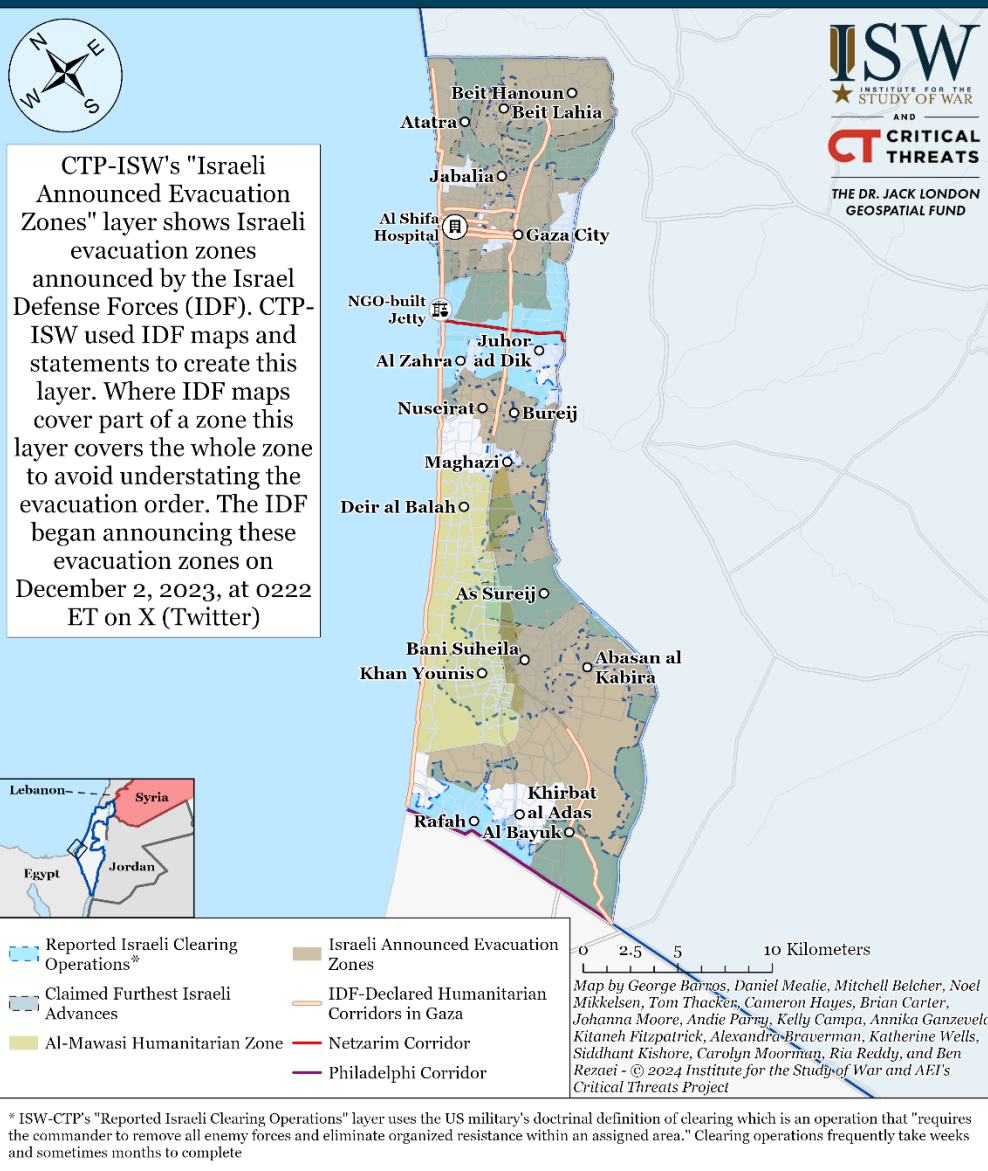 N
E
W
S
ISW
INSTITUTE FOR THE
STUDY OF WAR
AND
CT CRITICAL
THREATS
THE DR. JACK LONDON
GEOSPATIAL FUND
CTP-ISW's "Israeli
Announced Evacuation
Zones" layer shows Israeli
evacuation zones
announced by the Israel
Defense Forces (IDF). CTP-
ISW used IDF maps and
statements to create this
layer. Where IDF maps
cover part of a zone this
layer covers the whole zone
to avoid understating the
evacuation order. The IDF
began announcing these
evacuation zones on
December 2, 2023, at 0222
ET on X (Twitter)
Beit Hanoun
Beit Lahia
Atatra
Jabalia
Al Shifa
Hospital
Gaza City
NGO-built
Jetty
Juhor
ad Dik
Al Zahra
Nuseirat
Bureij
Maghazi
Deir al Balah
As Sureij
Bani Suheila
Abasan al
Kabira
Khan Younis
Khirbat
al Adas
Rafah
Al Bayuk
Lebanon
Syria
Jordan
Egypt
Reported Israeli Clearing
Operations*
Claimed Furthest Israeli
Advances
Al-Mawasi Humanitarian Zone
Israeli Announced Evacuation
Zones
IDF-Declared Humanitarian
Corridors in Gaza
Netzarim Corridor
Philadelphi Corridor
0 2.5 5 10 Kilometers
Map by George Barros, Daniel Mealie, Mitchell Belcher, Noel
Mikkelsen, Tom Thacker, Cameron Hayes, Brian Carter,
Johanna Moore, Andie Parry, Kelly Campa, Annika Ganzeveld,
Kitaneh Fitzpatrick, Alexandra Braverman, Katherine Wells,
Siddhant Kishore, Carolyn Moorman, Ria Reddy, and Ben
Rezaei - © 2024 Institute for the Study of War and AEI's
Critical Threats Project
* ISW-CTP's "Reported Israeli Clearing Operations" layer uses the US military's doctrinal definition of clearing which is an operation that "requires
the commander to remove all enemy forces and eliminate organized resistance within an assigned area." Clearing operations frequently take weeks
and sometimes months to complete